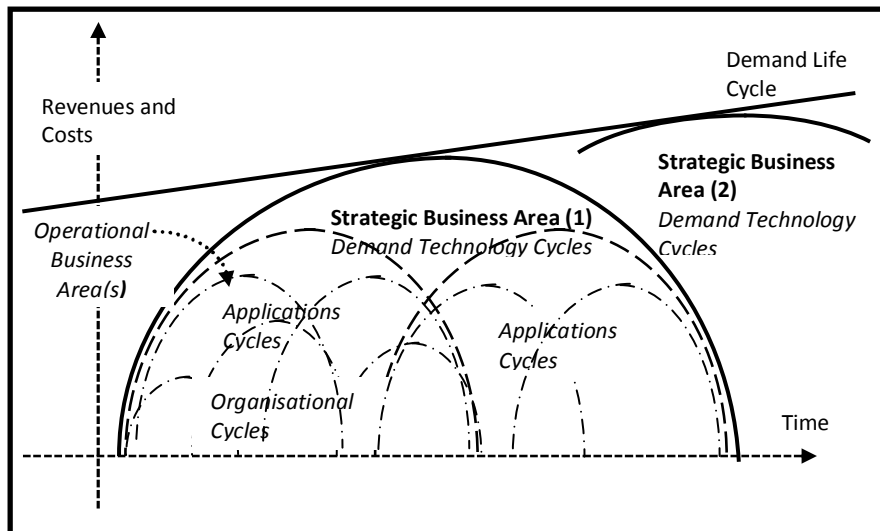 Demand Life
Cycle
Revenues and
Costs
Strategic Business
Area (2)
Demand Technology
Cycles
Strategic Business Area (1)
Demand Technology Cycles
Operational
Business
Area(s)
Applications
Cycles
Applications
Cycles
Organisational
Cycles
Time